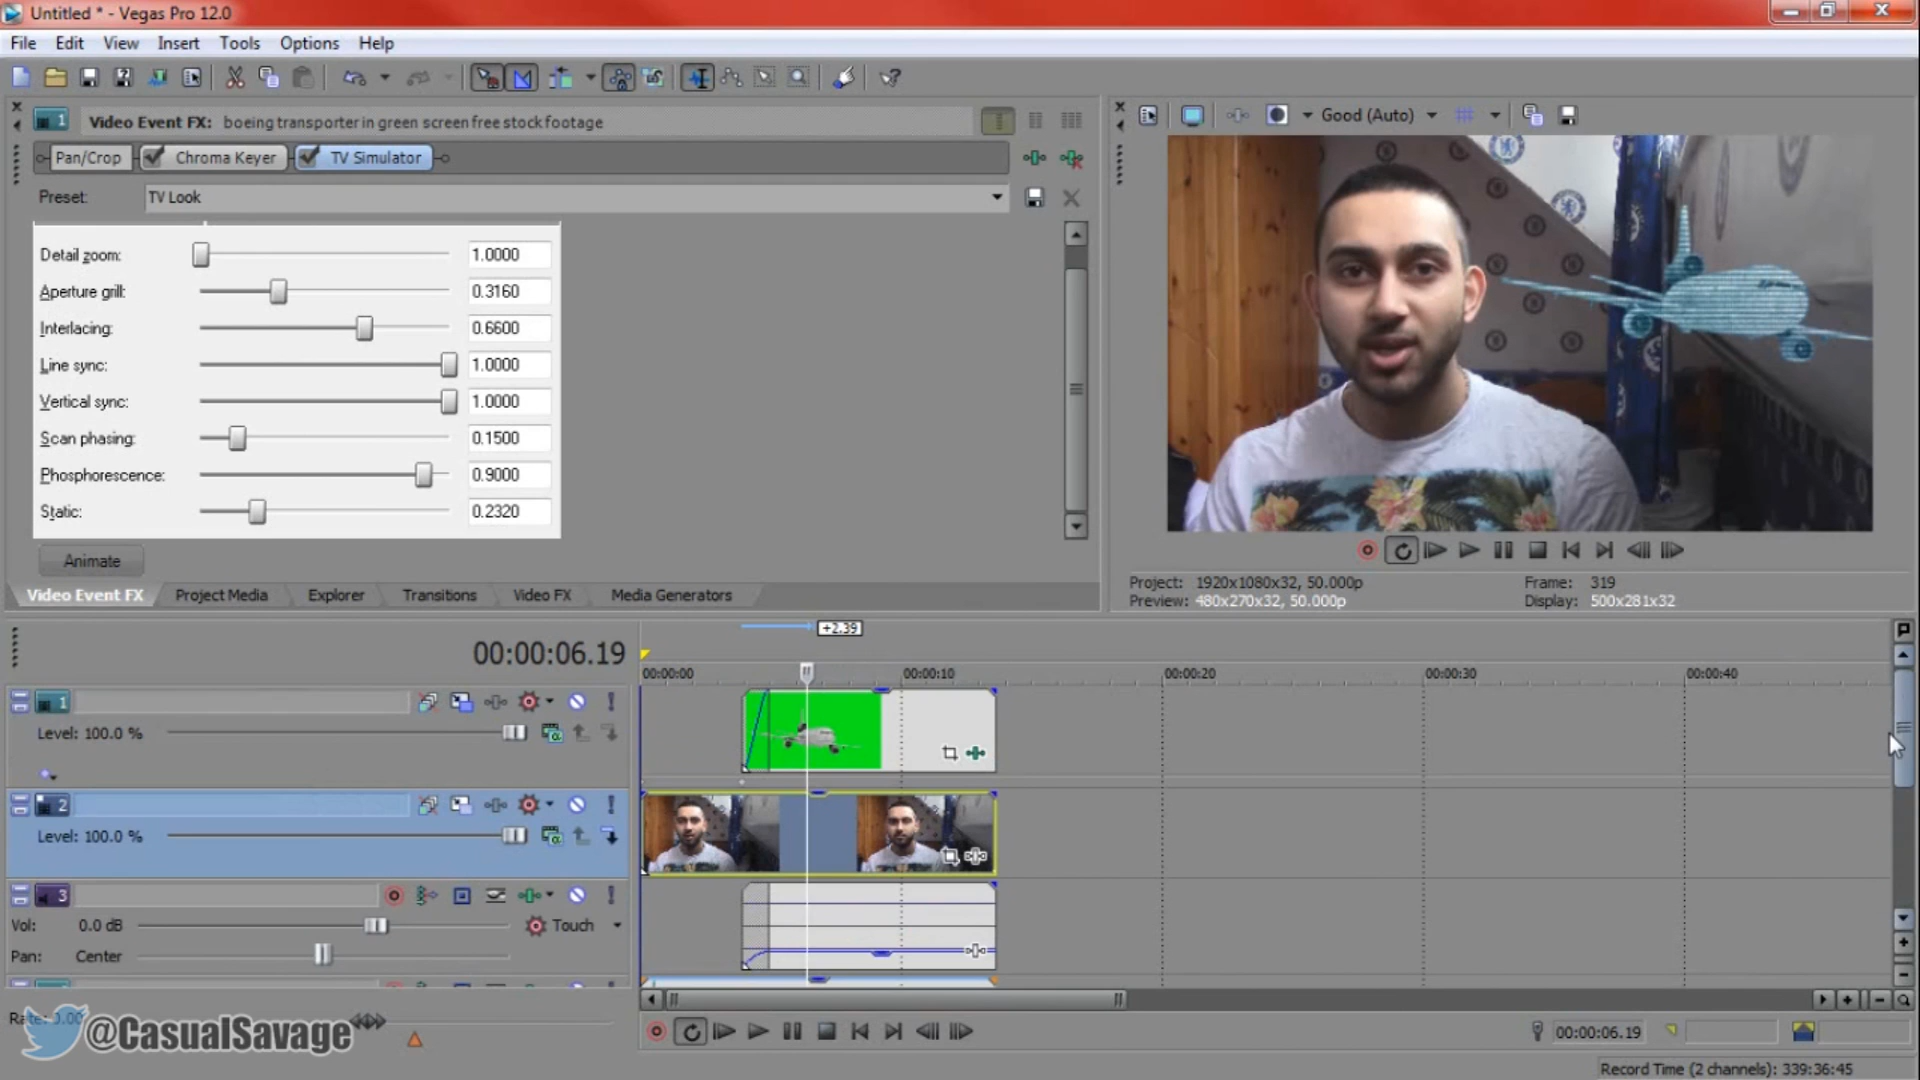 Untitled * - Vegas Pro 12.0
File Edit View Insert Tools Options Help
1 Video Event FX: boeing transporter in green screen free stock footage
Pan/Crop Chroma Keyer TV Simulator
Preset: TV Look
Detail zoom: 1.0000
Aperture grill: 0.3160
Interlacing: 0.6600
Line sync: 1.0000
Vertical sync: 1.0000
Scan phasing: 0.1500
Phosphorescence: 0.9000
Static: 0.2320
Animate
Video Event FX Project Media Explorer Transitions Video FX Media Generators
Good (Auto)
Project: 1920x1080x32, 50.000p Frame: 319
Preview: 480x270x32, 50.000p Display: 500x281x32
+2.39
00:00:06.19
00:00:00 00:00:10 00:00:20 00:00:30 00:00:40
1
Level: 100.0 %
2
Level: 100.0 %
3
Vol: 0.0 dB Touch
Pan: Center
@CasualSavage
00:00:06.19
Record Time (2 channels): 339:36:45